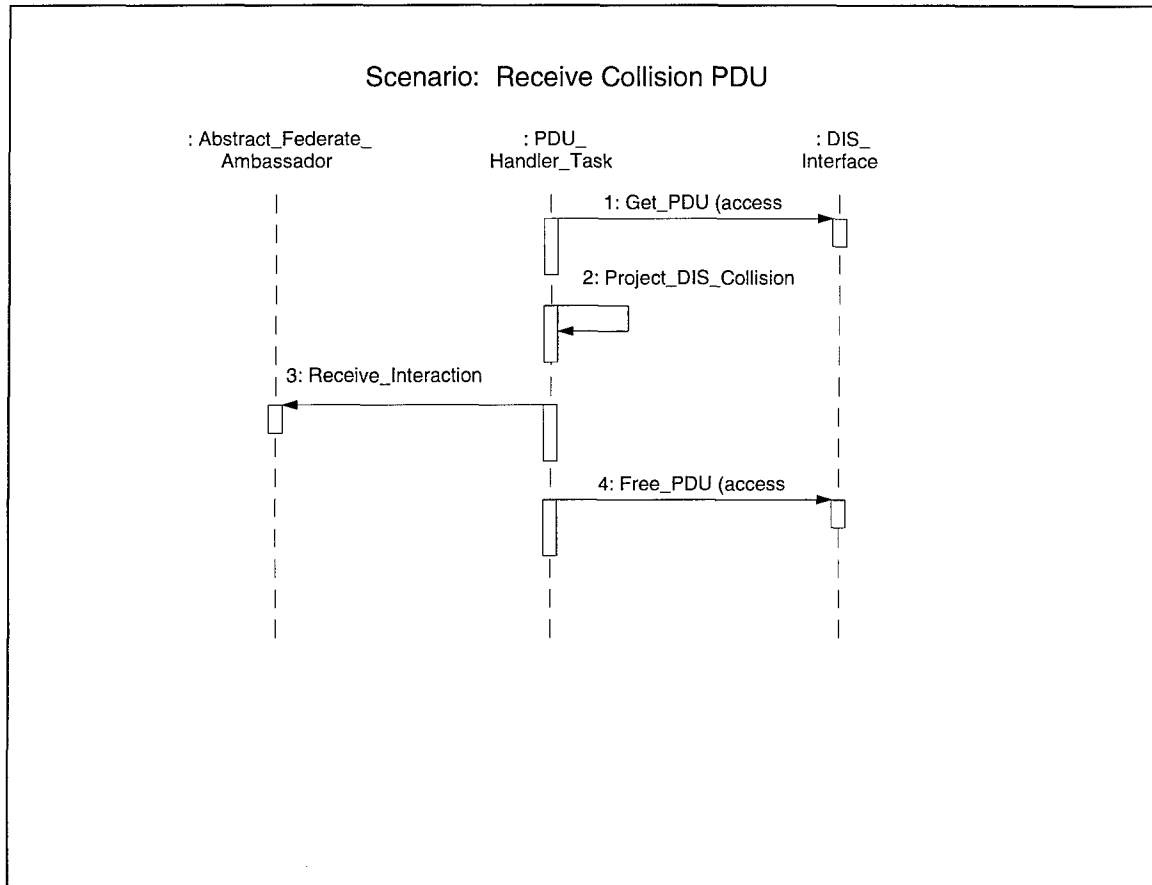 Scenario: Receive Collision PDU
: Abstract_Federate_
Ambassador
: PDU_
Handler_Task
: DIS_
Interface
1: Get_PDU (access
2: Project_DIS_Collision
3: Receive_Interaction
4: Free_PDU (access